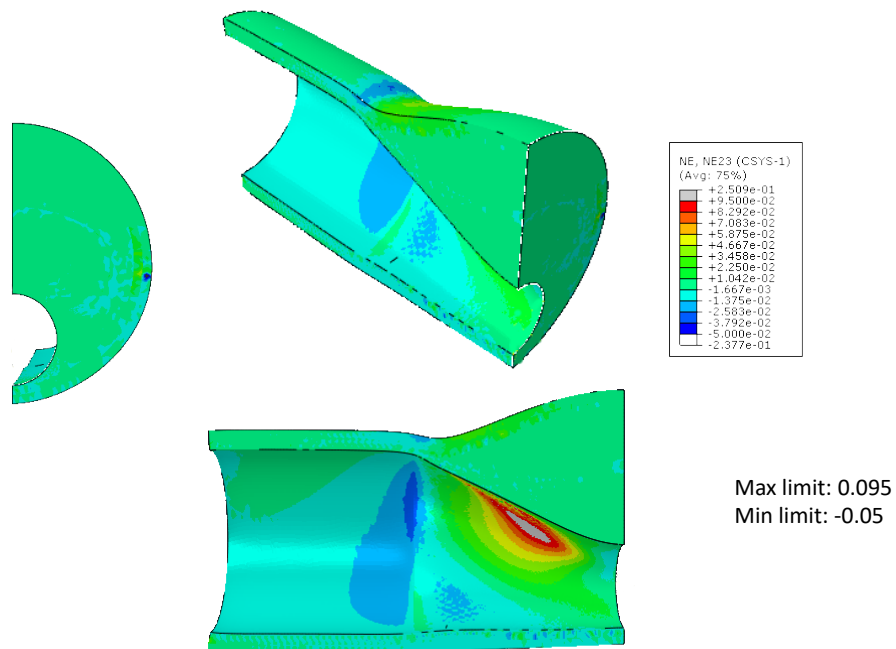 NE, NE23 (CSYS-1)
(Avg: 75%)
+2.509e-01
+9.500e-02
+8.292e-02
+7.083e-02
+5.875e-02
+4.667e-02
+3.458e-02
+2.250e-02
+1.042e-02
-1.667e-03
-1.375e-02
-2.583e-02
-3.792e-02
-5.000e-02
-2.377e-01
Max limit: 0.095
Min limit: -0.05